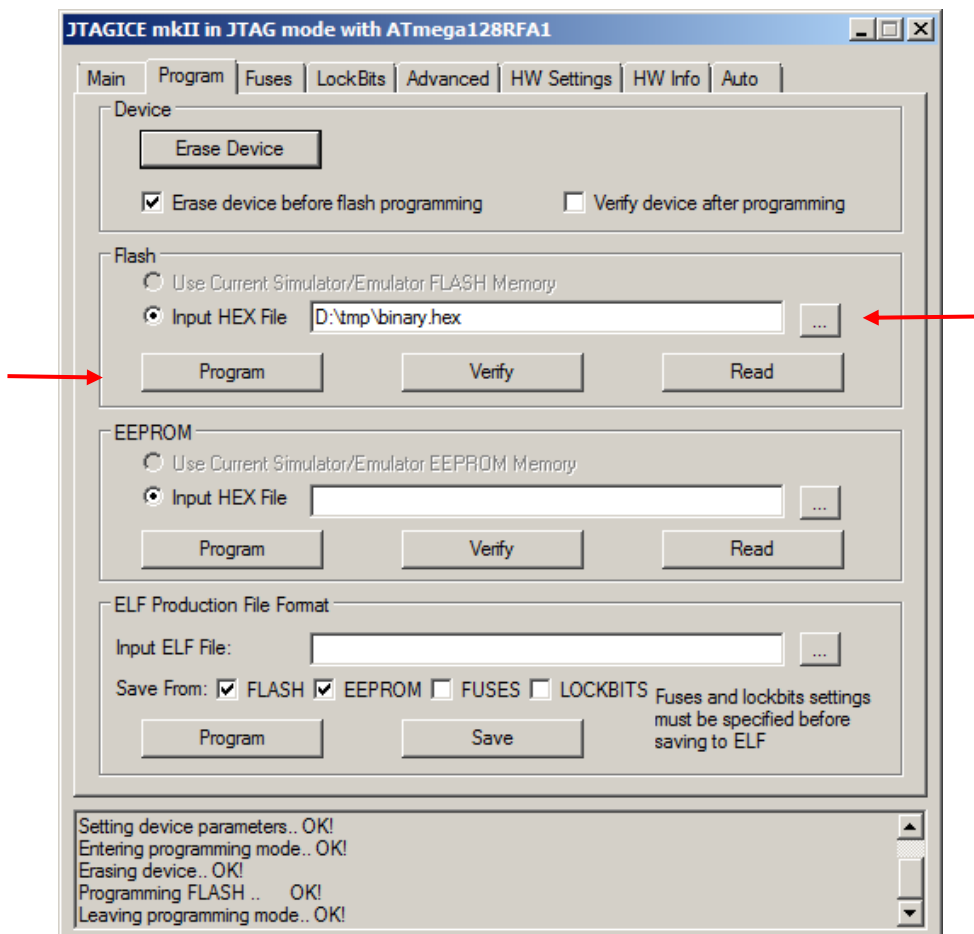 JTAGICE mkII in JTAG mode with ATmega128RFA1
Main Program Fuses LockBits Advanced HW Settings HW Info Auto
Device
Erase Device
Erase device before flash programming Verify device after programming
Flash
Use Current Simulator/Emulator FLASH Memory
Input HEX File D:\tmp\binary.hex ...
Program Verify Read
EEPROM
Use Current Simulator/Emulator EEPROM Memory
Input HEX File ...
Program Verify Read
ELF Production File Format
Input ELF File: ...
Save From: FLASH EEPROM FUSES LOCKBITS Fuses and lockbits settings
must be specified before
Program Save saving to ELF
Setting device parameters.. OK!
Entering programming mode.. OK!
Erasing device.. OK!
Programming FLASH .. OK!
Leaving programming mode.. OK!